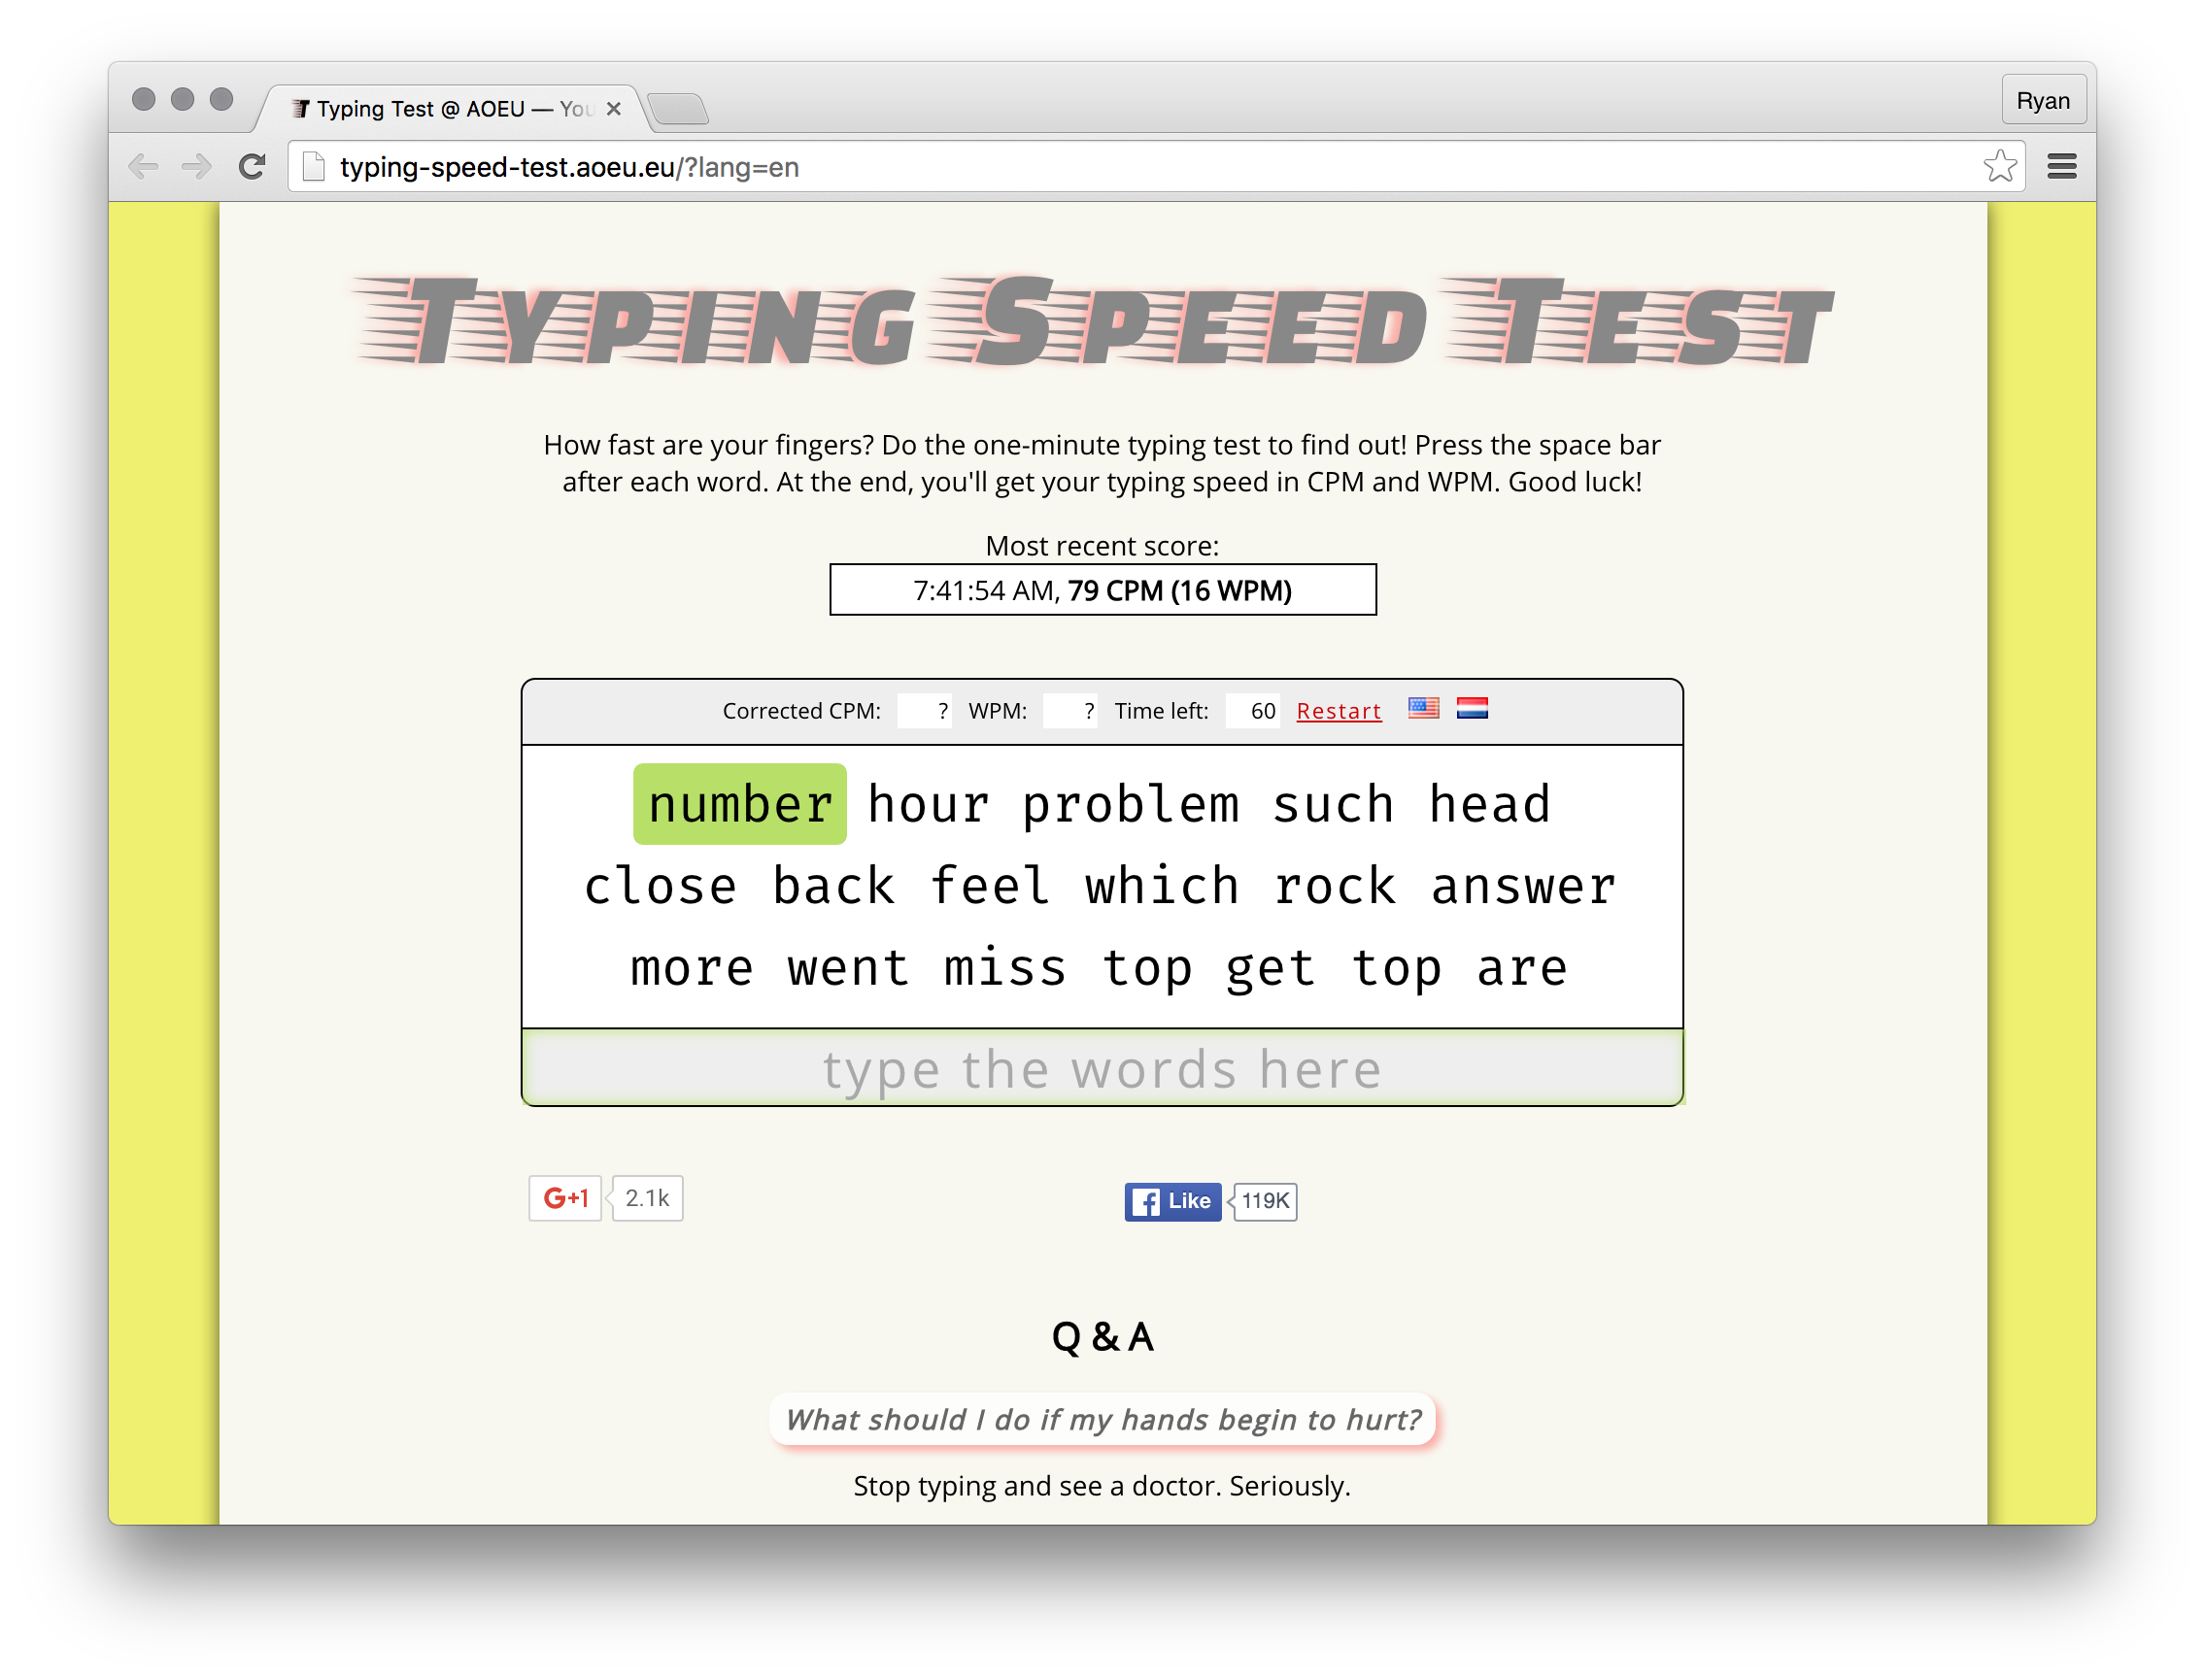 Typing Test @ AOEU — You
Ryan
typing-speed-test.aoeu.eu/?lang=en
Typing Speed Test
How fast are your fingers? Do the one-minute typing test to find out! Press the space bar
after each word. At the end, you'll get your typing speed in CPM and WPM. Good luck!
Most recent score:
7:41:54 AM, 79 CPM (16 WPM)
Corrected CPM: ? WPM: ? Time left: 60 Restart
number hour problem such head
close back feel which rock answer
more went miss top get top are
type the words here
G+1 2.1k
Like 119K
Q & A
What should I do if my hands begin to hurt?
Stop typing and see a doctor. Seriously.